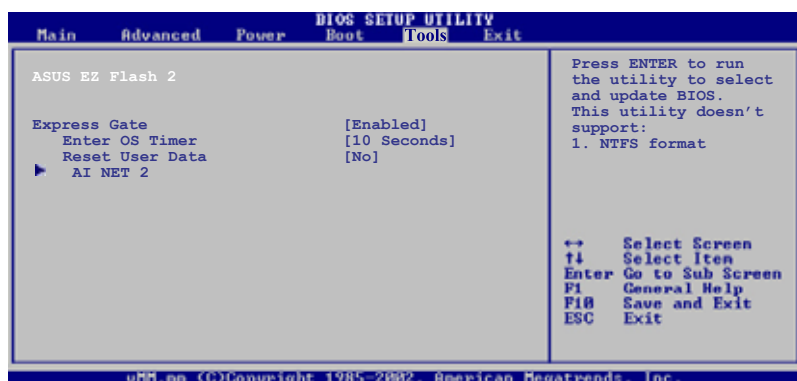 BIOS SETUP UTILITY
Main Advanced Power Boot Tools Exit
ASUS EZ Flash 2
Express Gate [Enabled]
Enter OS Timer [10 Seconds]
Reset User Data [No]
AI NET 2
Press ENTER to run
the utility to select
and update BIOS.
This utility doesn't
support:
1. NTFS format
↔ Select Screen
↑↓ Select Item
Enter Go to Sub Screen
F1 General Help
F10 Save and Exit
ESC Exit
vMM.nn (C)Copyright 1985-2002, American Megatrends, Inc.